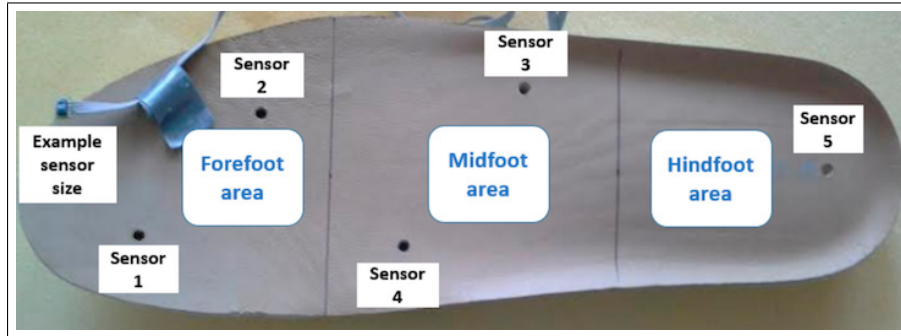 Sensor
3
Sensor
2
Sensor
5
Example
sensor
size
Forefoot
area
Midfoot
area
Hindfoot
area
Sensor
1
Sensor
4